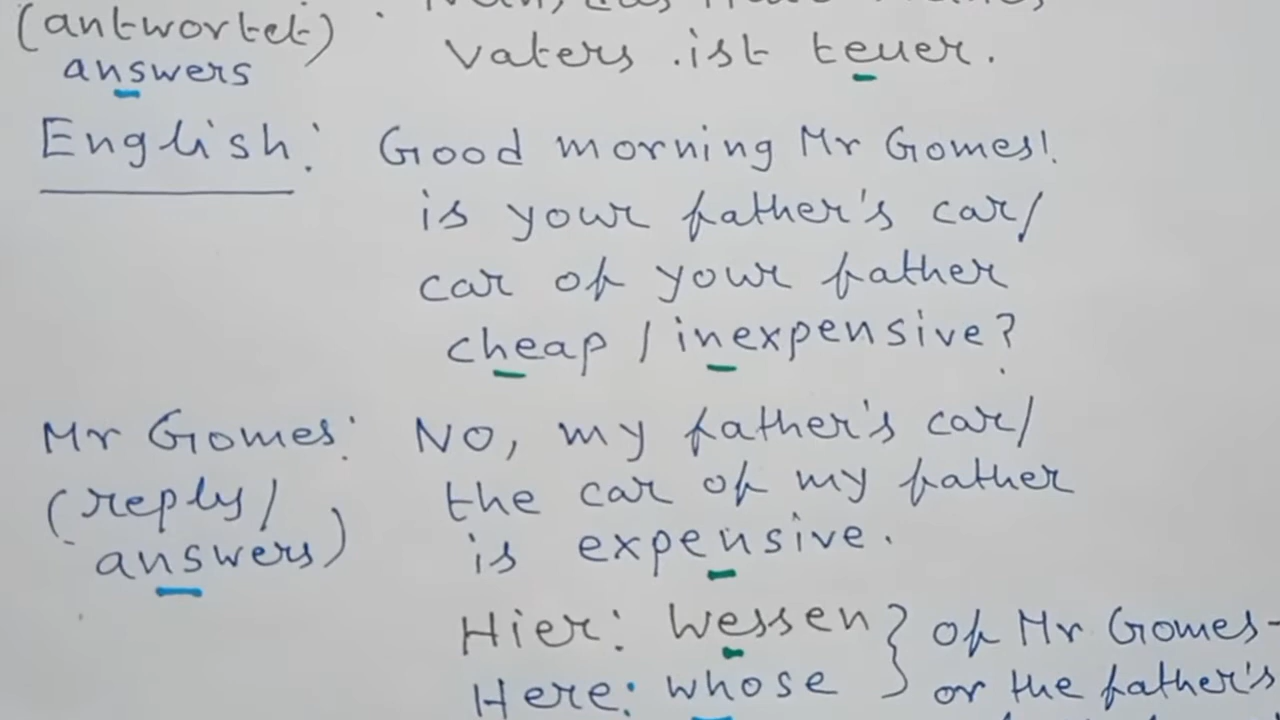 (antwortet) :
answers
Vaters .ist teuer.
English: Good morning Mr Gomes!
is your father's car/
car of your father
cheap / inexpensive?
Mr Gomes: No, my father's car/
(reply/ the car of my father
answers) is expensive.
Hier: Wessen } of Mr Gomes-
Here: whose or the father's